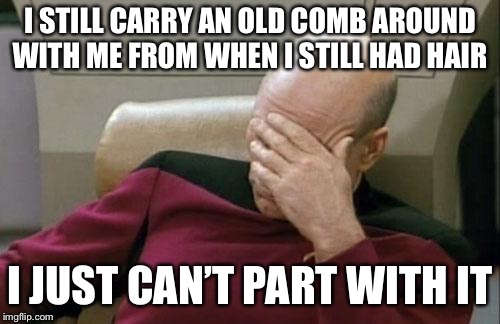 I STILL CARRY AN OLD COMB AROUND
WITH ME FROM WHEN I STILL HAD HAIR
I JUST CAN’T PART WITH IT
imgflip.com